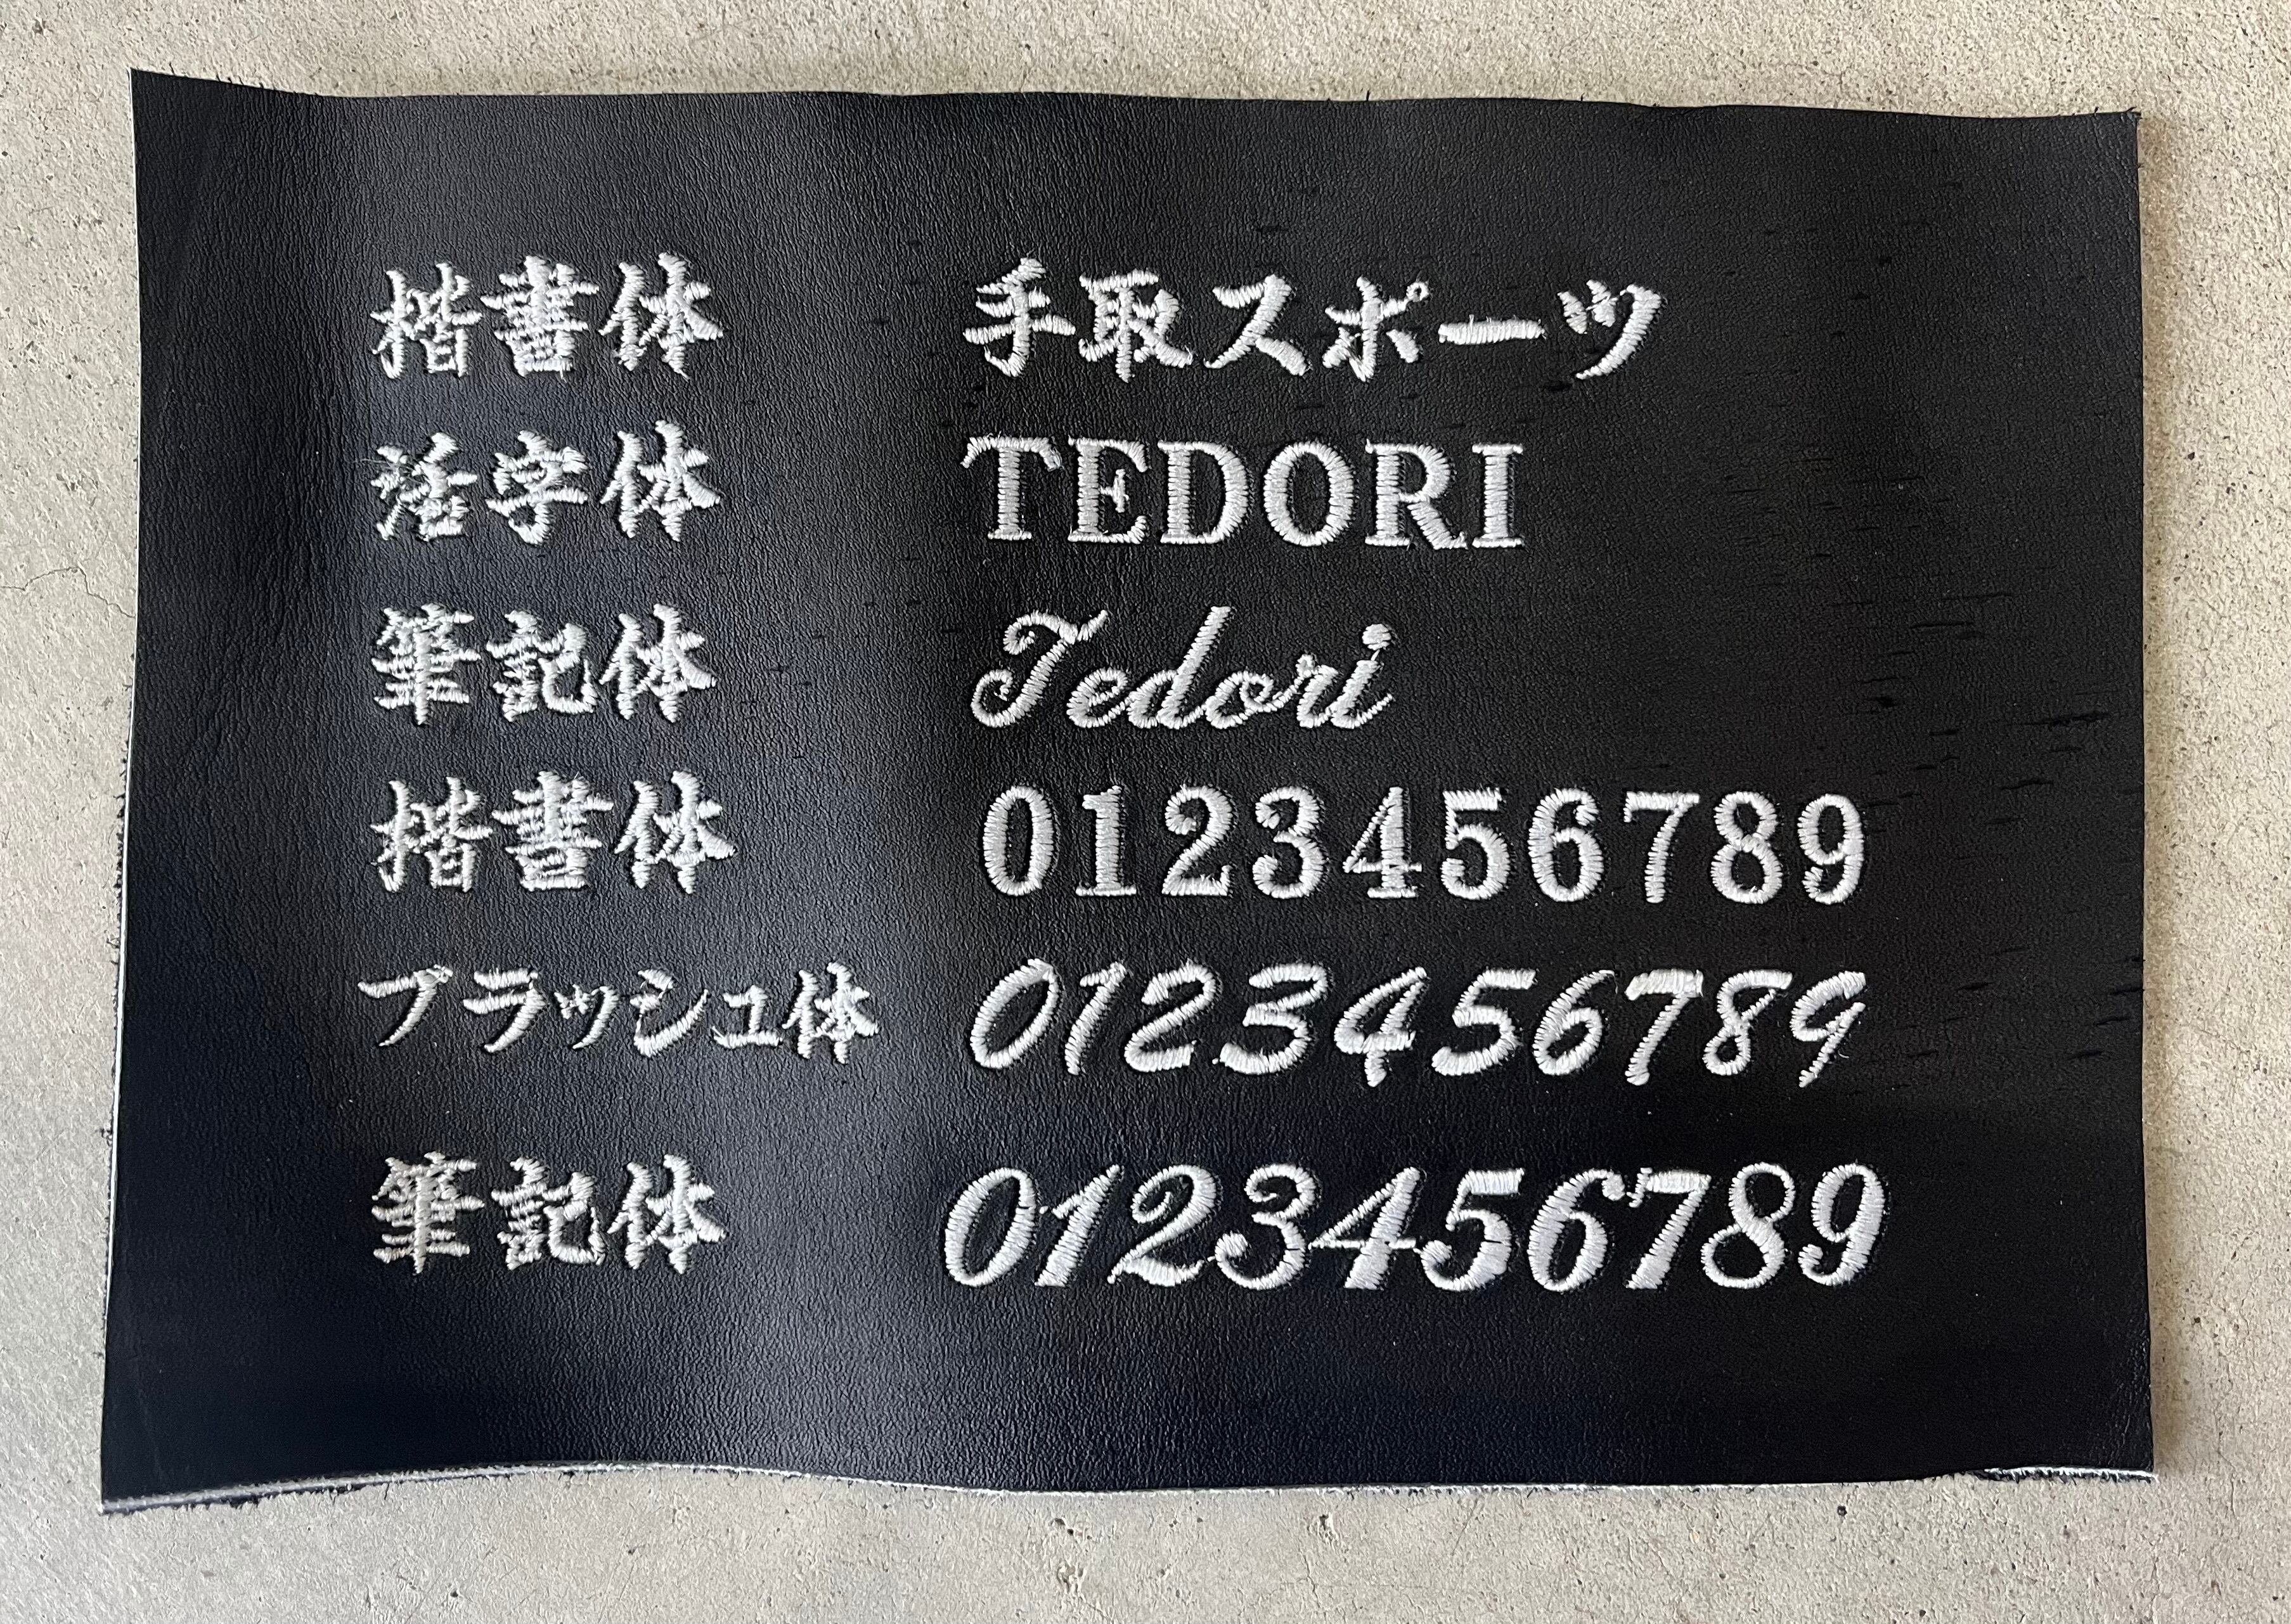 楷書体 手取スポーツ
活字体 TEDORI
筆記体 Tedori
楷書体 0123456789
ブラッシュ体 0123456789
筆記体 0123456789